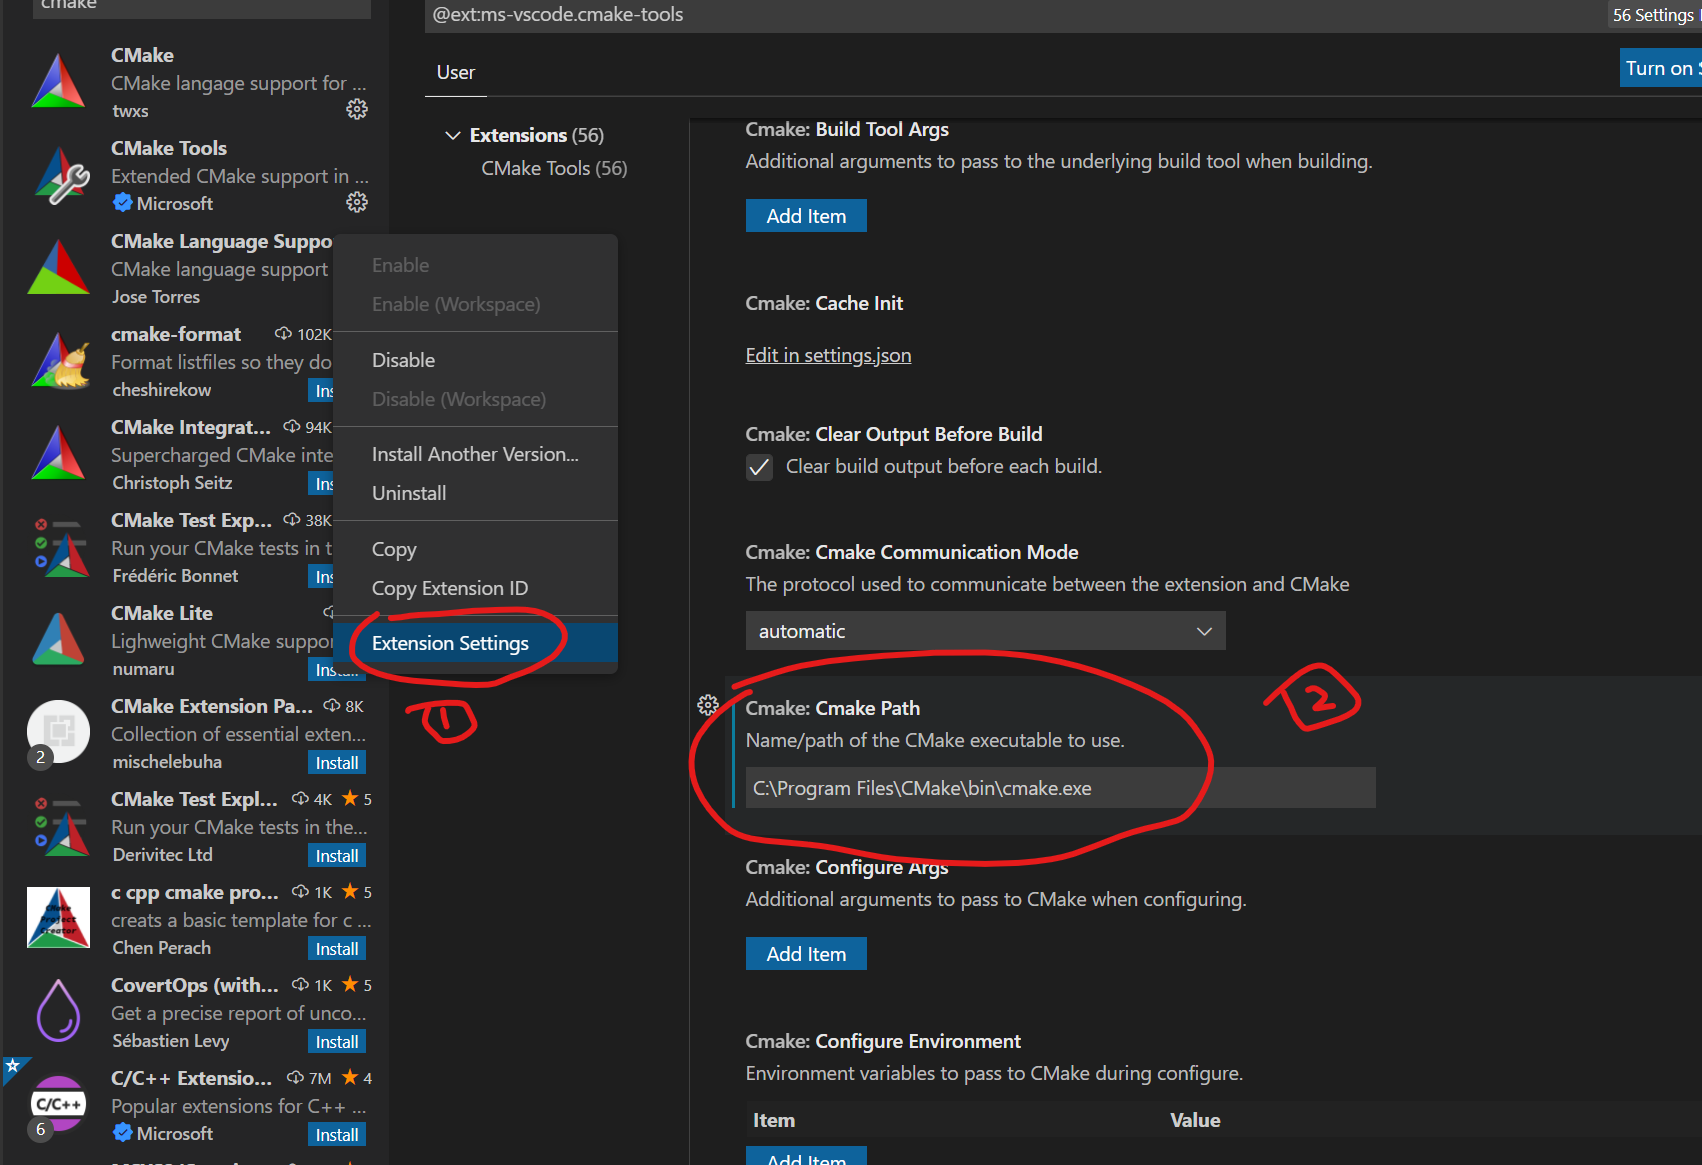 cmake
CMake
CMake langage support for ...
twxs
CMake Tools
Extended CMake support in ...
Microsoft
CMake Language Suppo
CMake language support
Jose Torres
cmake-format 102K
Format listfiles so they do
cheshirekow Ins
CMake Integrat... 94K
Supercharged CMake inte
Christoph Seitz Ins
CMake Test Exp... 38K
Run your CMake tests in t
Frédéric Bonnet Ins
CMake Lite
Lighweight CMake suppor
numaru Install
CMake Extension Pa... 8K
Collection of essential exten...
2 mischelebuha Install
CMake Test Expl... 4K 5
Run your CMake tests in the...
Derivitec Ltd Install
c cpp cmake pro... 1K 5
creats a basic template for c ...
Chen Perach Install
CMake
Project
Creator
CovertOps (with... 1K 5
Get a precise report of unco...
Sébastien Levy Install
C/C++ Extensio... 7M 4
C/C++ Popular extensions for C++ ...
6 Microsoft Install
Enable
Enable (Workspace)
Disable
Disable (Workspace)
Install Another Version...
Uninstall
Copy
Copy Extension ID
Extension Settings
1
@ext:ms-vscode.cmake-tools
56 Settings
User
Turn on S
Extensions (56)
CMake Tools (56)
Cmake: Build Tool Args
Additional arguments to pass to the underlying build tool when building.
Add Item
Cmake: Cache Init
Edit in settings.json
Cmake: Clear Output Before Build
Clear build output before each build.
Cmake: Cmake Communication Mode
The protocol used to communicate between the extension and CMake
automatic
2
Cmake: Cmake Path
Name/path of the CMake executable to use.
C:\Program Files\CMake\bin\cmake.exe
Cmake: Configure Args
Additional arguments to pass to CMake when configuring.
Add Item
Cmake: Configure Environment
Environment variables to pass to CMake during configure.
Item Value
Add Item